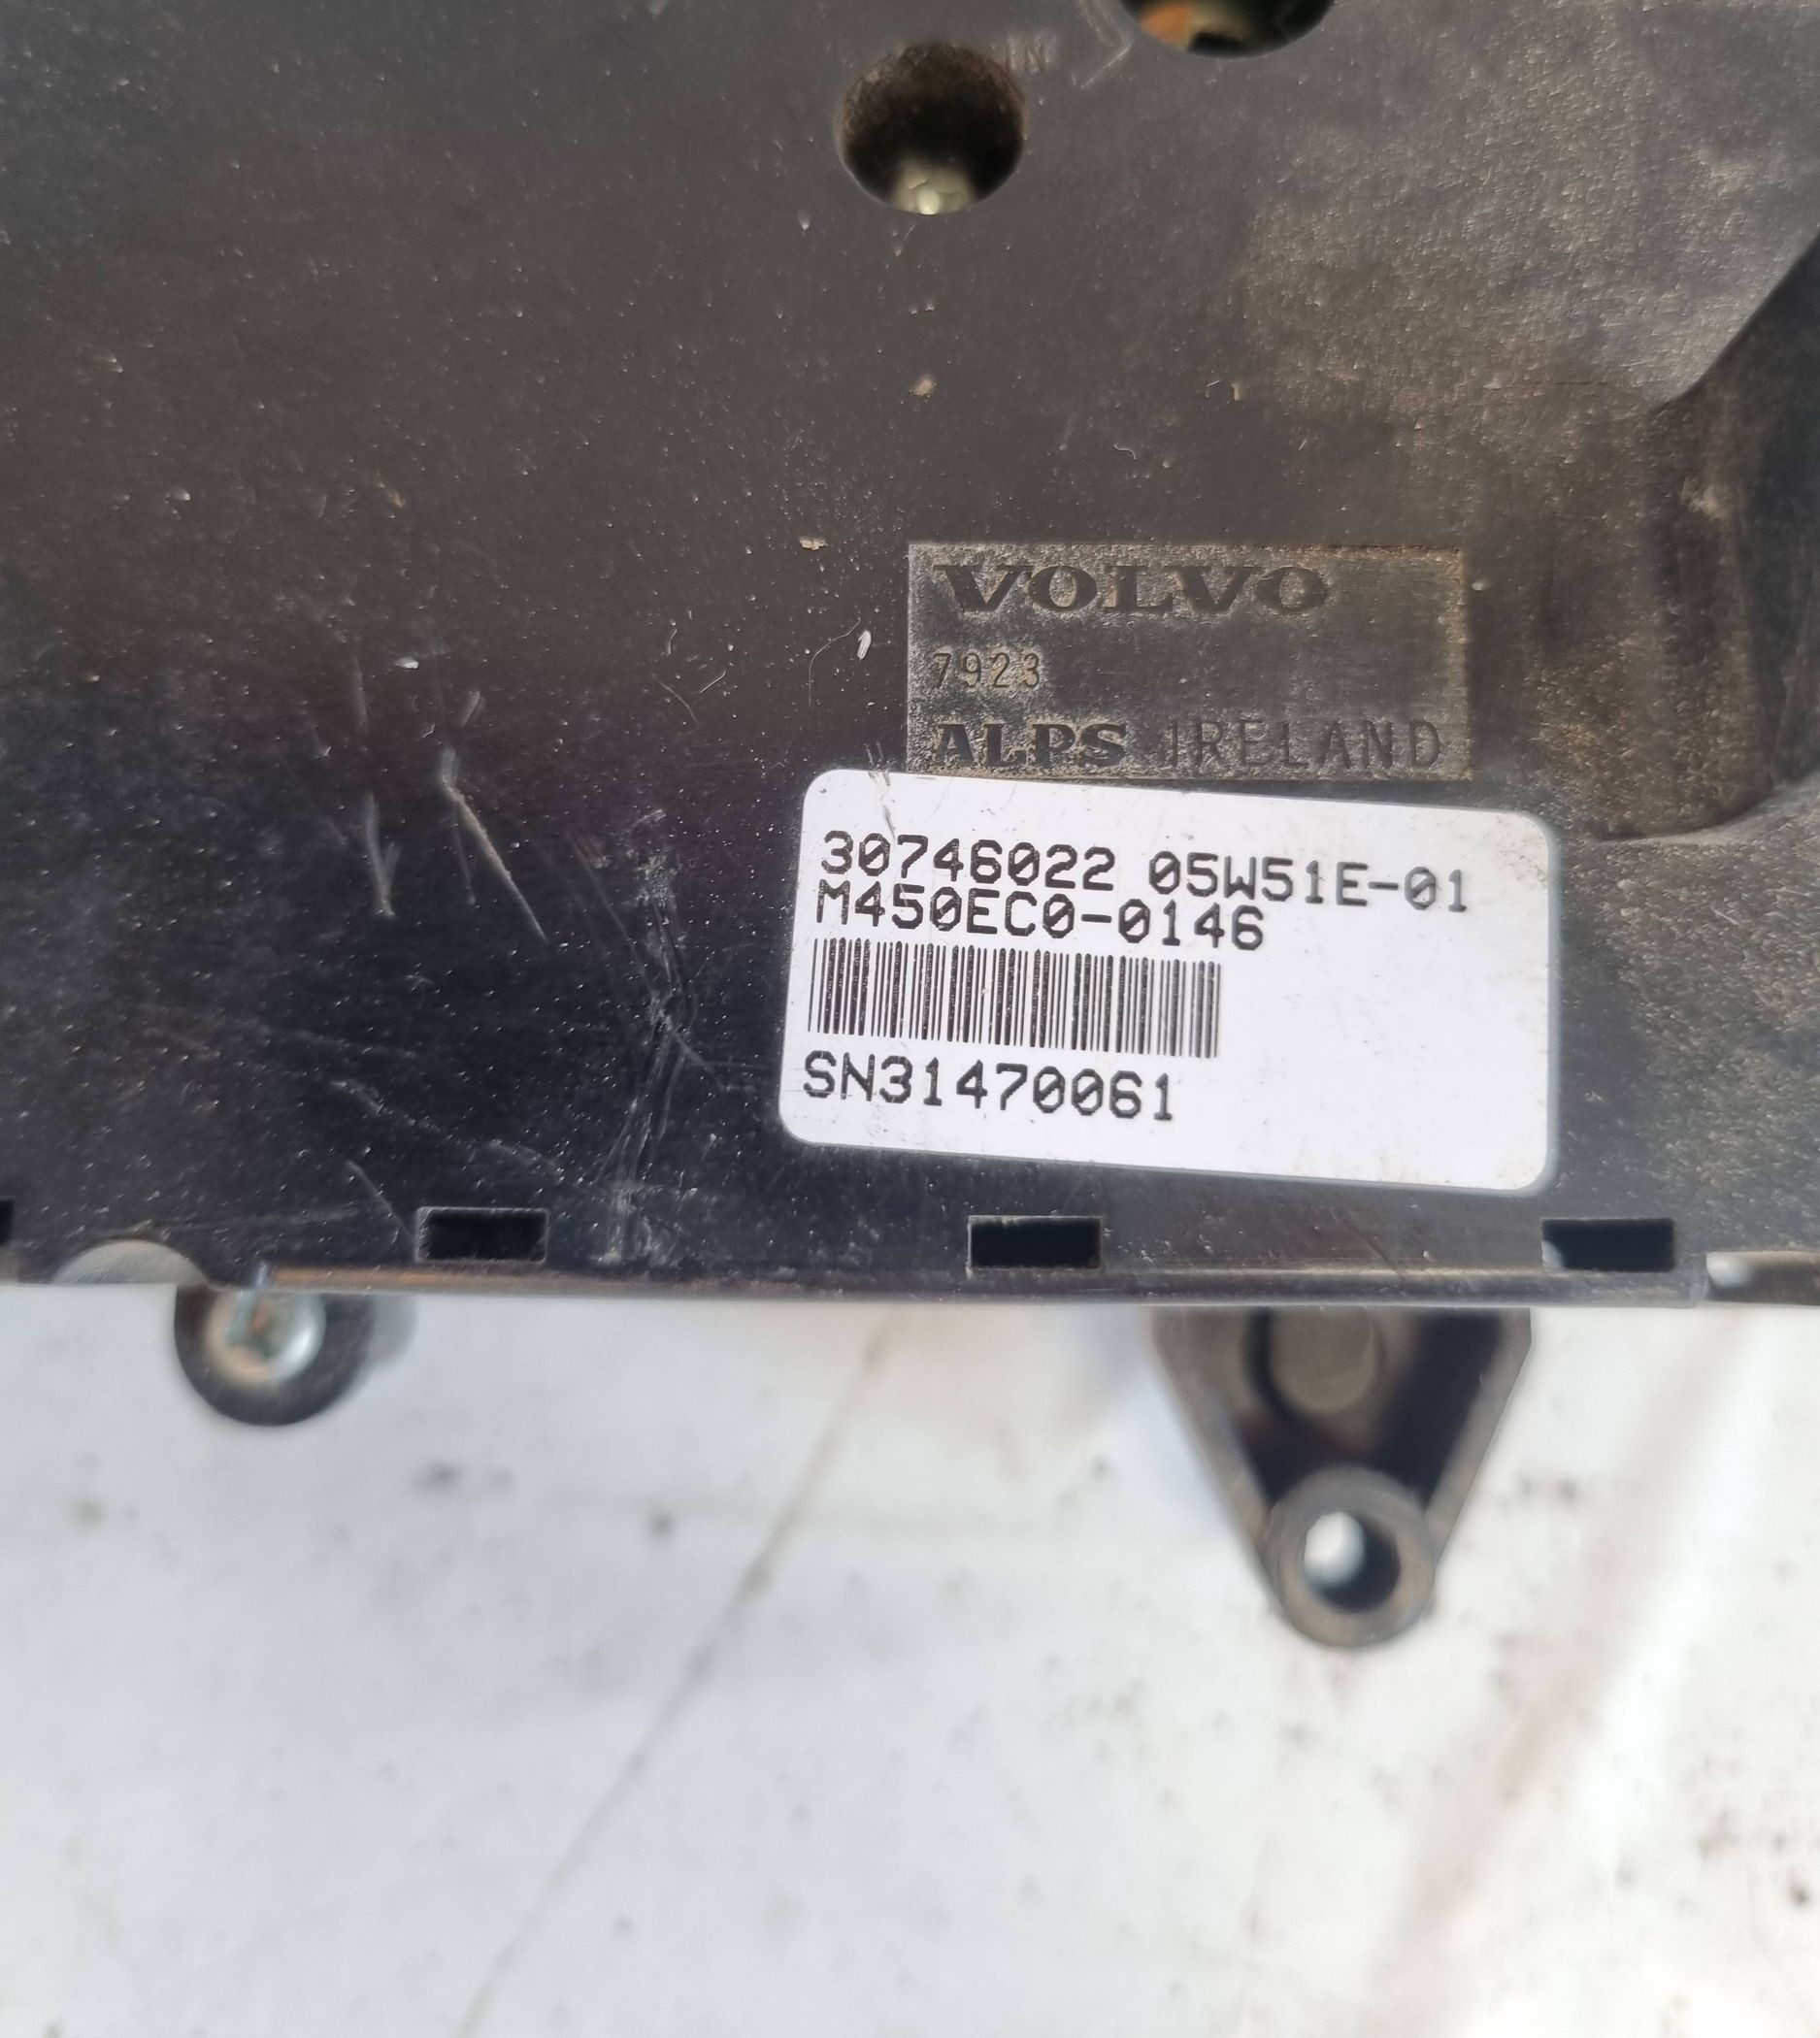 VOLVO
7923
ALPS IRELAND
30746022 05W51E-01
M450EC0-0146
SN31470061